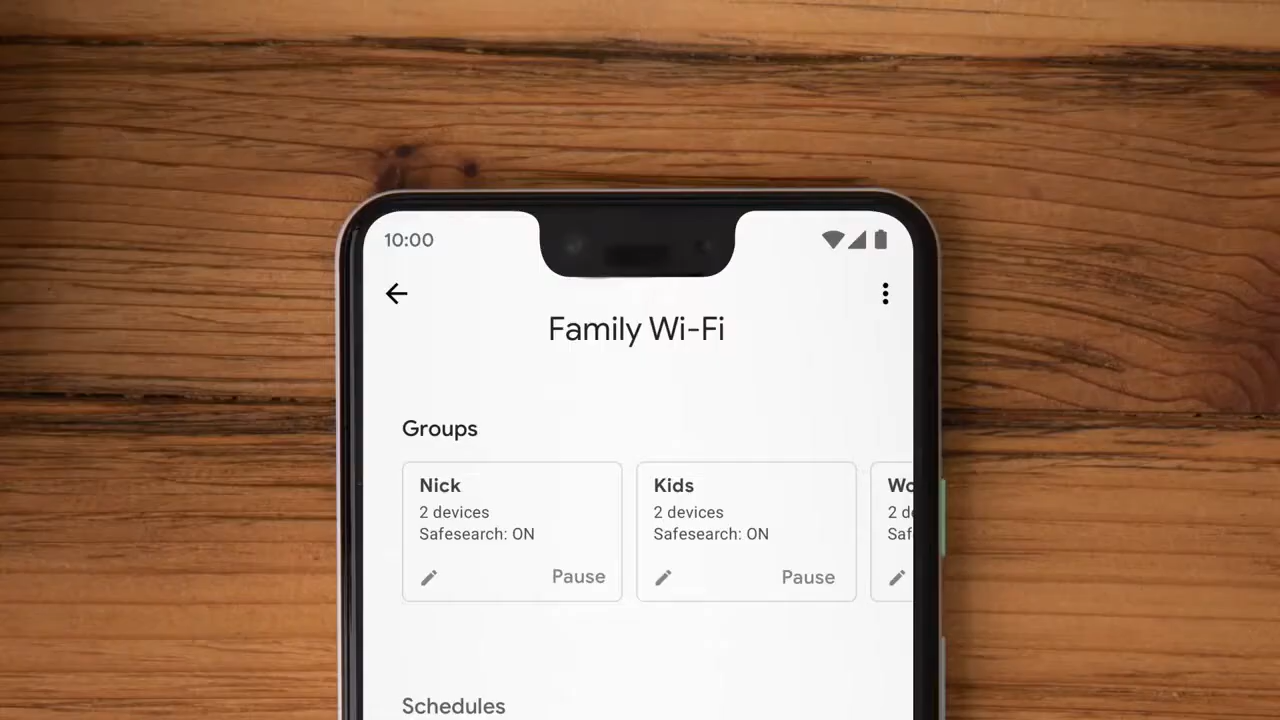 10:00
Family Wi-Fi
Groups
Nick
2 devices
Safesearch: ON
Pause
Kids
2 devices
Safesearch: ON
Pause
Schedules